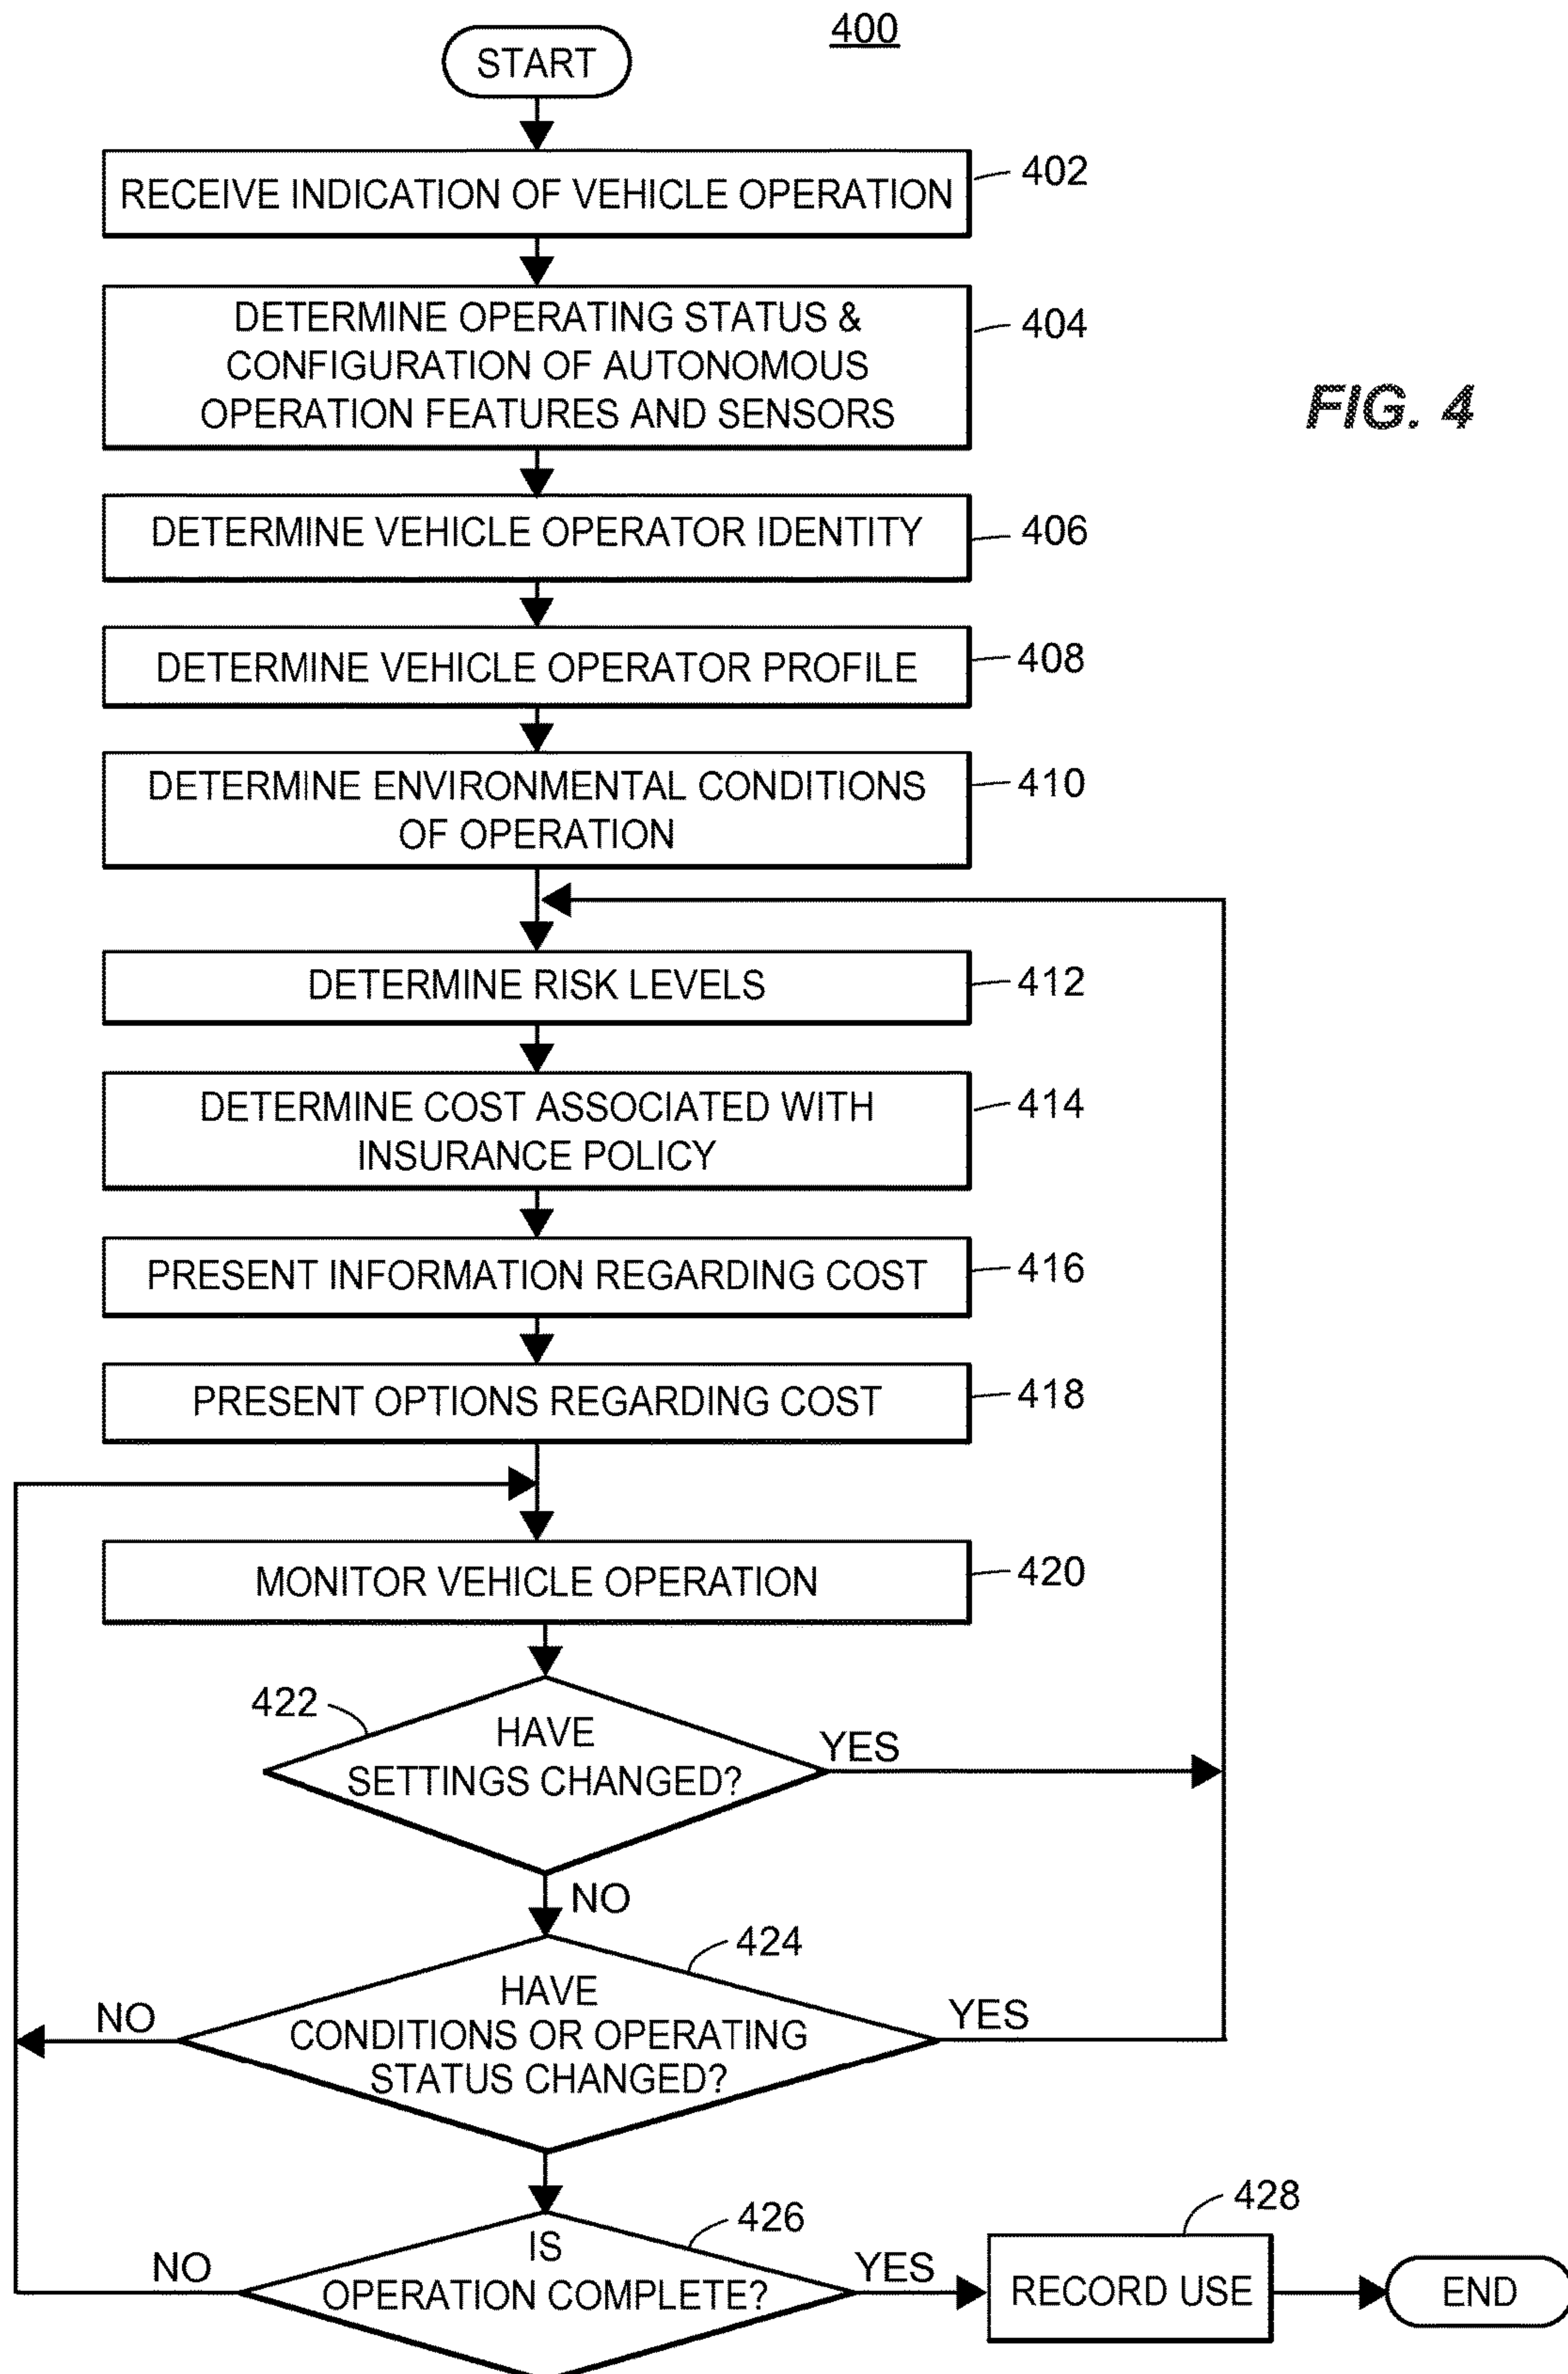 400
START
RECEIVE INDICATION OF VEHICLE OPERATION
402
DETERMINE OPERATING STATUS &
CONFIGURATION OF AUTONOMOUS
OPERATION FEATURES AND SENSORS
404
FIG. 4
DETERMINE VEHICLE OPERATOR IDENTITY
406
DETERMINE VEHICLE OPERATOR PROFILE
408
DETERMINE ENVIRONMENTAL CONDITIONS
OF OPERATION
410
DETERMINE RISK LEVELS
412
DETERMINE COST ASSOCIATED WITH
INSURANCE POLICY
414
PRESENT INFORMATION REGARDING COST
416
PRESENT OPTIONS REGARDING COST
418
MONITOR VEHICLE OPERATION
420
422
HAVE
SETTINGS CHANGED?
YES
NO
424
HAVE
CONDITIONS OR OPERATING
STATUS CHANGED?
NO
YES
426
IS
OPERATION COMPLETE?
NO
YES
428
RECORD USE
END